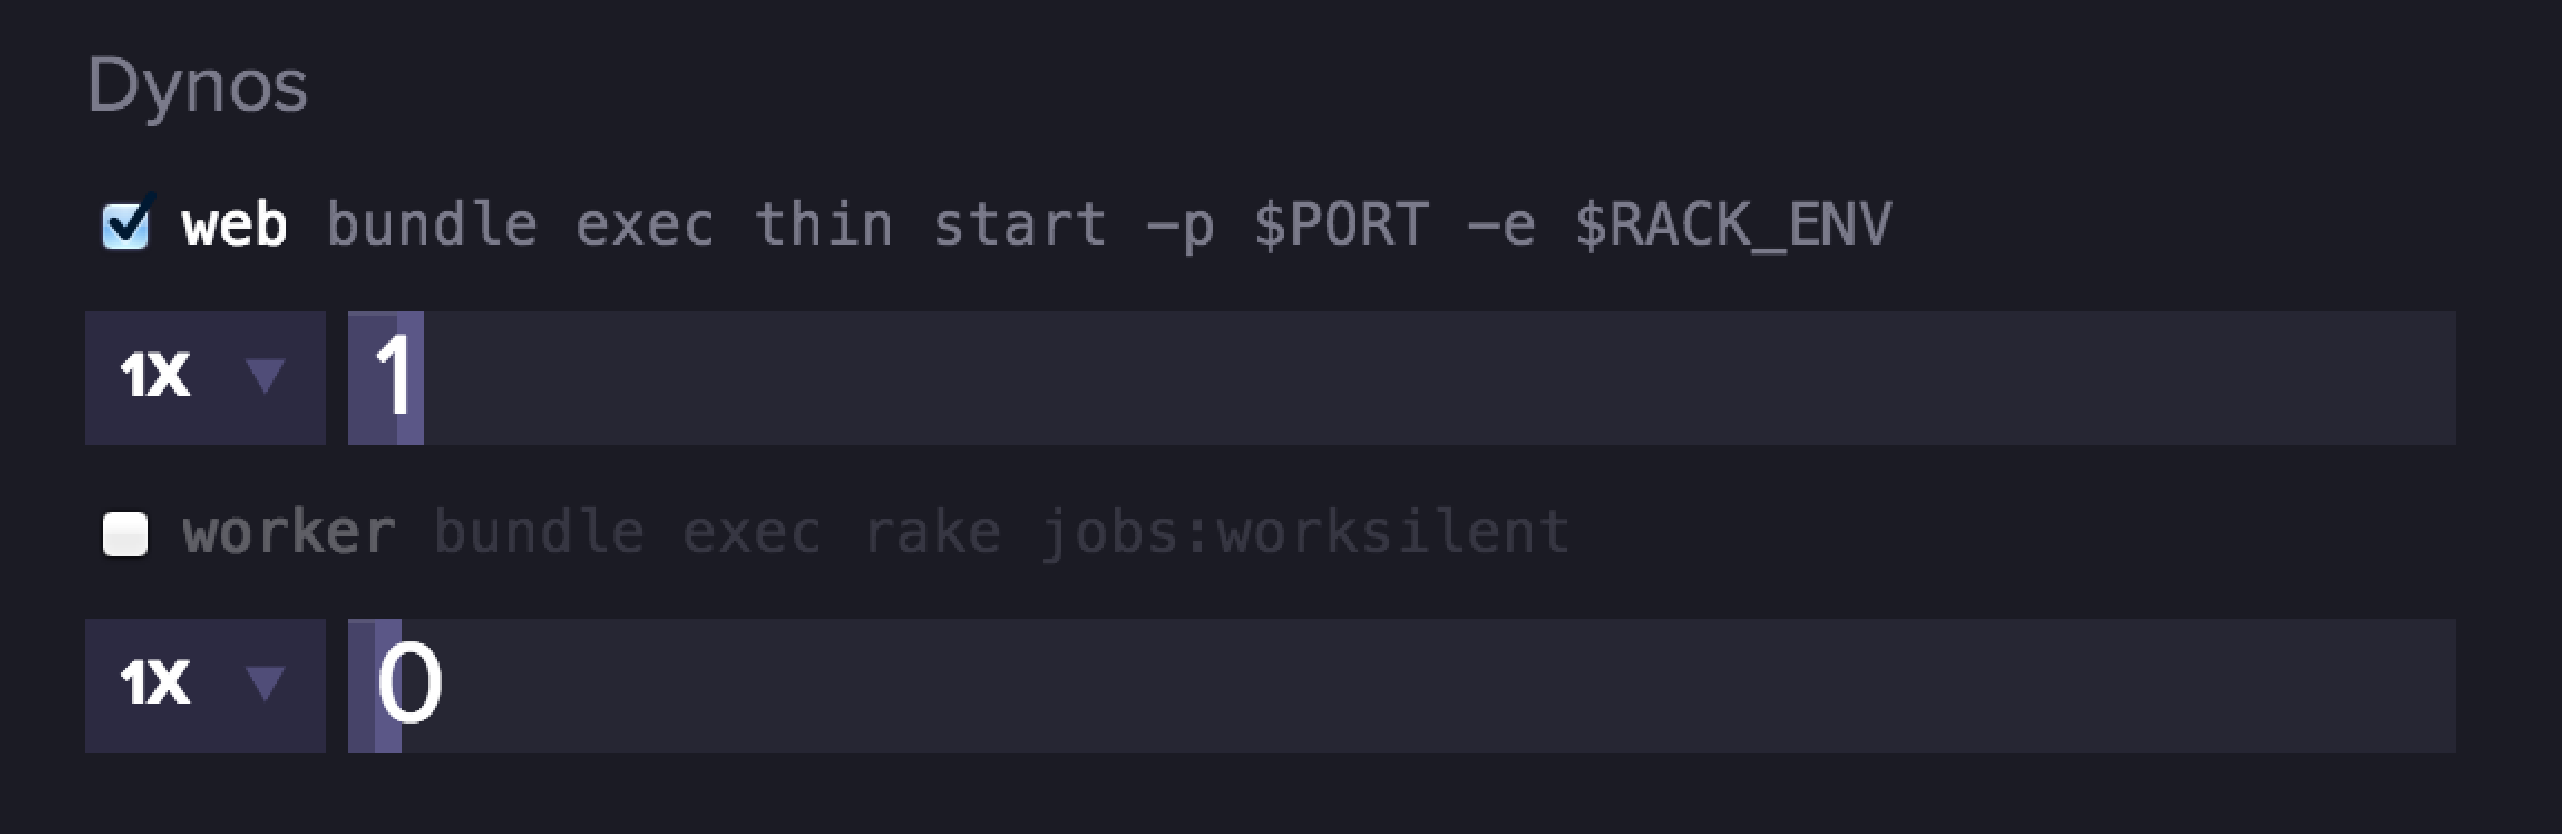 Dynos
web bundle exec thin start -p $PORT -e $RACK_ENV
1X 1
worker bundle exec rake jobs:worksilent
1X 0